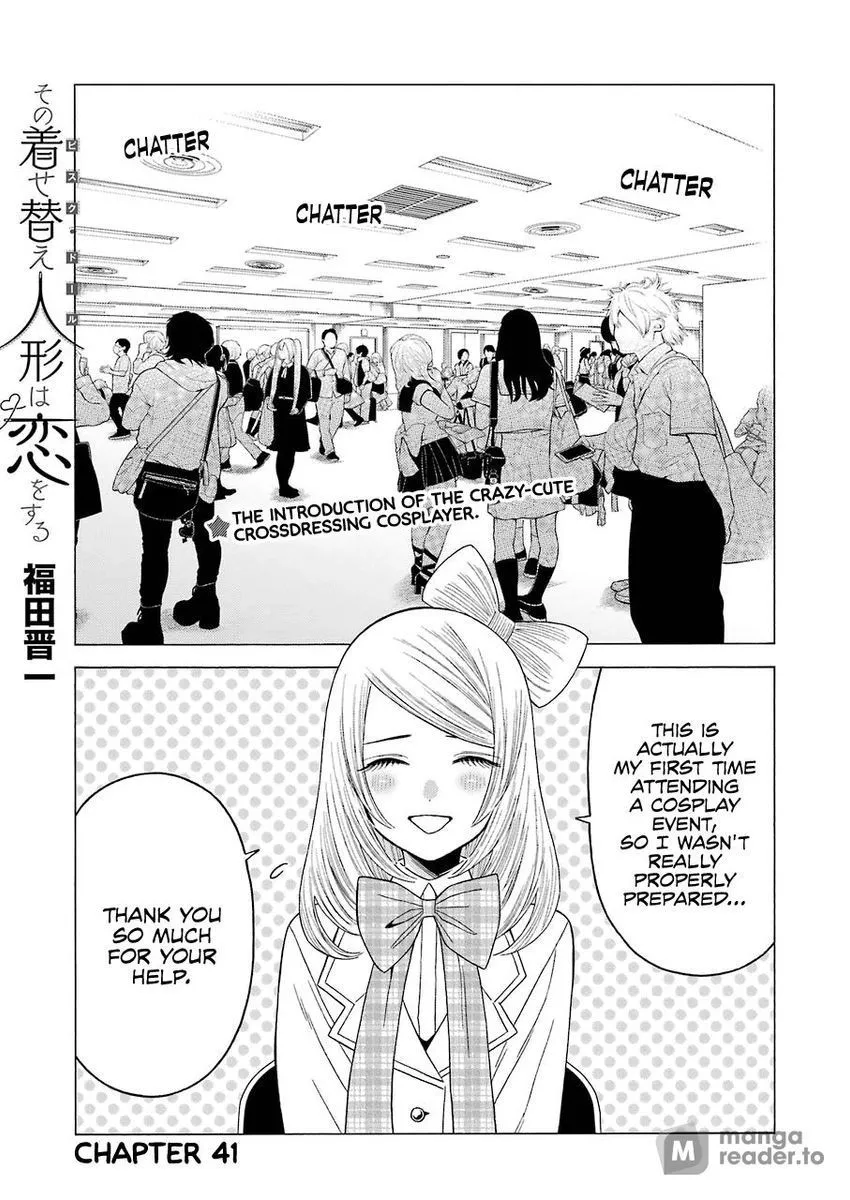 その着せ替え人形は恋をする
ビスク・ドール
福田晋一
CHATTER
CHATTER
CHATTER
THE INTRODUCTION OF THE CRAZY-CUTE
CROSSDRESSING COSPLAYER.
THIS IS
ACTUALLY
MY FIRST TIME
ATTENDING
A COSPLAY
EVENT,
SO I WASN'T
REALLY
PROPERLY
PREPARED...
THANK YOU
SO MUCH
FOR YOUR
HELP.
CHAPTER 41
M manga
reader.to